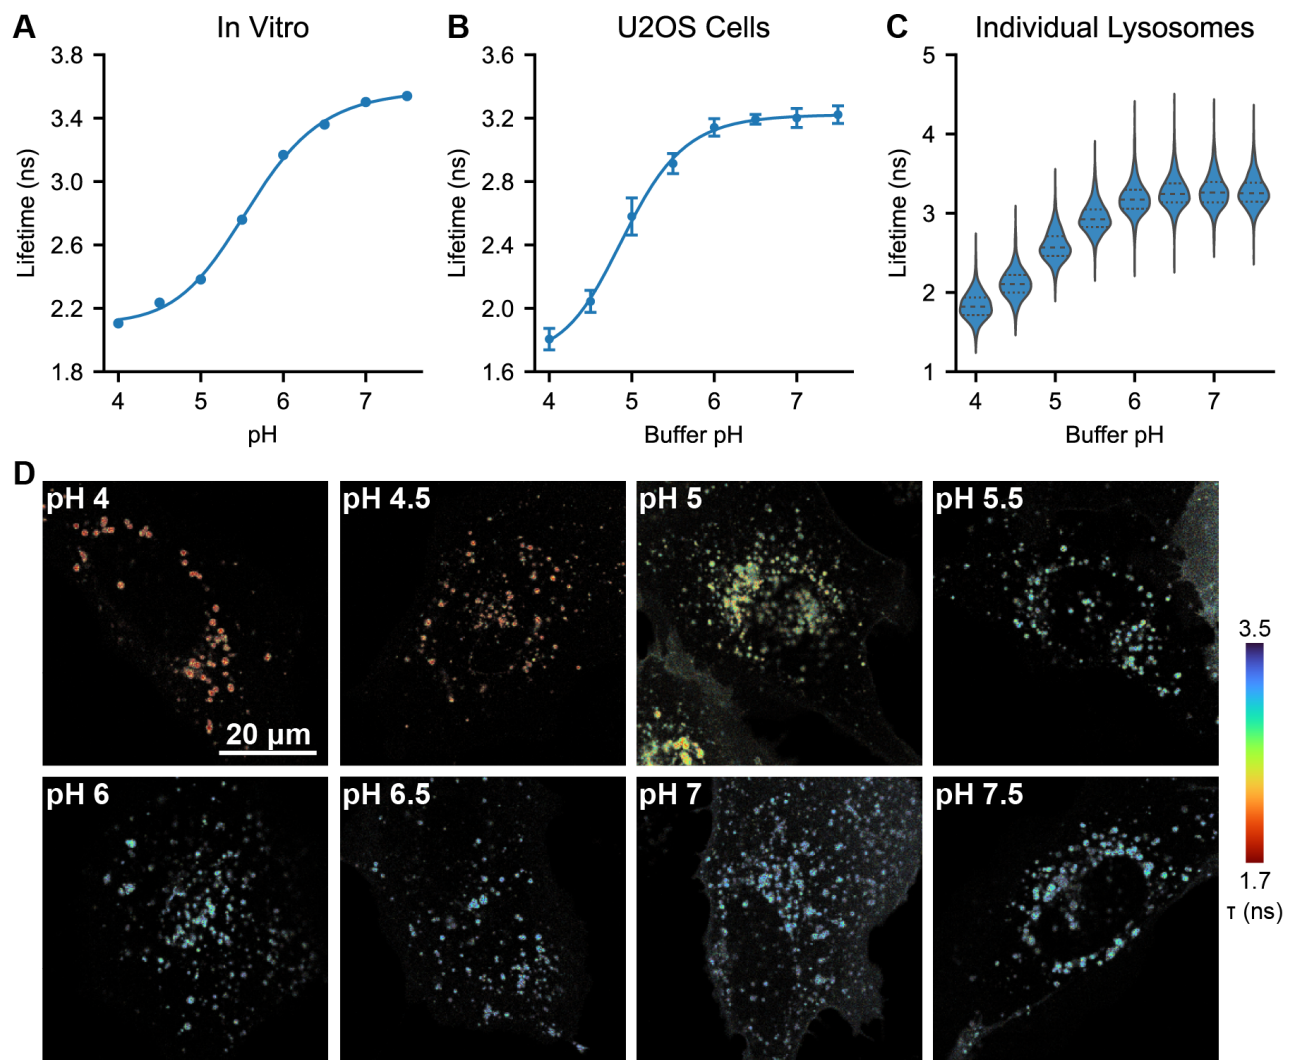 A In Vitro
Lifetime (ns)
3.8
3.4
3.0
2.6
2.2
1.8
4 5 6 7
pH
B U2OS Cells
Lifetime (ns)
3.6
3.2
2.8
2.4
2.0
1.6
4 5 6 7
Buffer pH
C Individual Lysosomes
Lifetime (ns)
5
4
3
2
1
4 5 6 7
Buffer pH
D
pH 4
20 µm
pH 4.5
pH 5
pH 5.5
pH 6
pH 6.5
pH 7
pH 7.5
3.5
1.7
τ (ns)